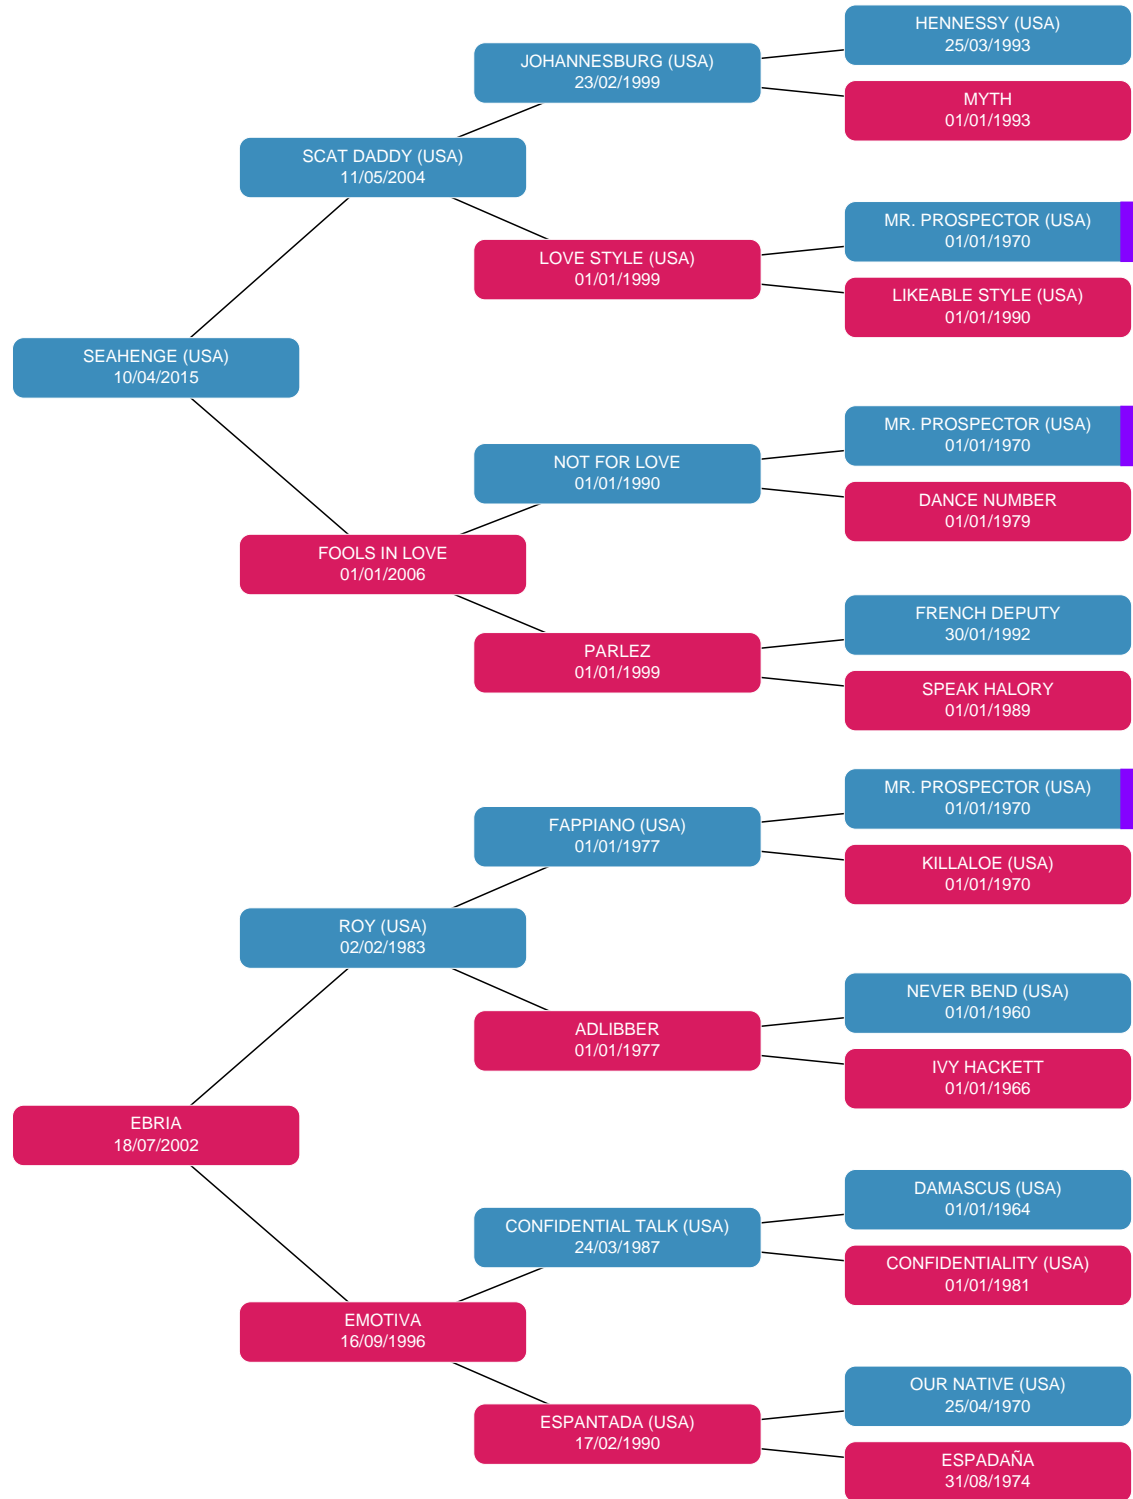 HENNESSY (USA)
25/03/1993
JOHANNESBURG (USA)
23/02/1999
MYTH
01/01/1993
SCAT DADDY (USA)
11/05/2004
MR. PROSPECTOR (USA)
01/01/1970
LOVE STYLE (USA)
01/01/1999
LIKEABLE STYLE (USA)
01/01/1990
SEAHENGE (USA)
10/04/2015
MR. PROSPECTOR (USA)
01/01/1970
NOT FOR LOVE
01/01/1990
DANCE NUMBER
01/01/1979
FOOLS IN LOVE
01/01/2006
FRENCH DEPUTY
30/01/1992
PARLEZ
01/01/1999
SPEAK HALORY
01/01/1989
MR. PROSPECTOR (USA)
01/01/1970
FAPPIANO (USA)
01/01/1977
KILLALOE (USA)
01/01/1970
ROY (USA)
02/02/1983
NEVER BEND (USA)
01/01/1960
ADLIBBER
01/01/1977
IVY HACKETT
01/01/1966
EBRIA
18/07/2002
DAMASCUS (USA)
01/01/1964
CONFIDENTIAL TALK (USA)
24/03/1987
CONFIDENTIALITY (USA)
01/01/1981
EMOTIVA
16/09/1996
OUR NATIVE (USA)
25/04/1970
ESPANTADA (USA)
17/02/1990
ESPADAÑA
31/08/1974